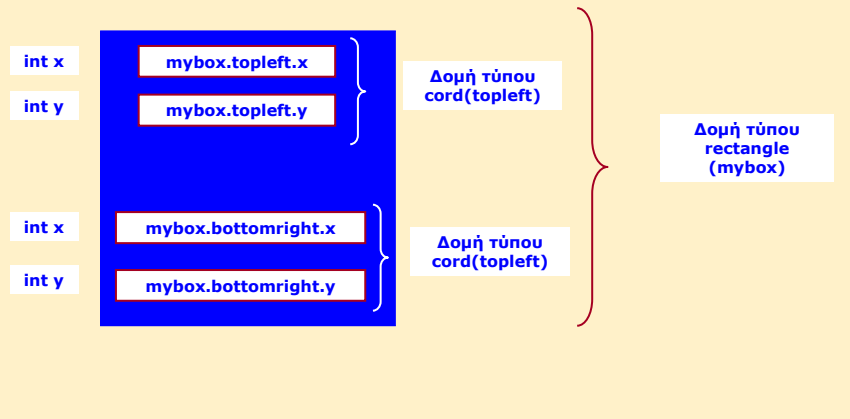 int x
mybox.topleft.x
int y
mybox.topleft.y
Δομή τύπου
cord(topleft)
Δομή τύπου
rectangle
(mybox)
int x
mybox.bottomright.x
int y
mybox.bottomright.y
Δομή τύπου
cord(topleft)